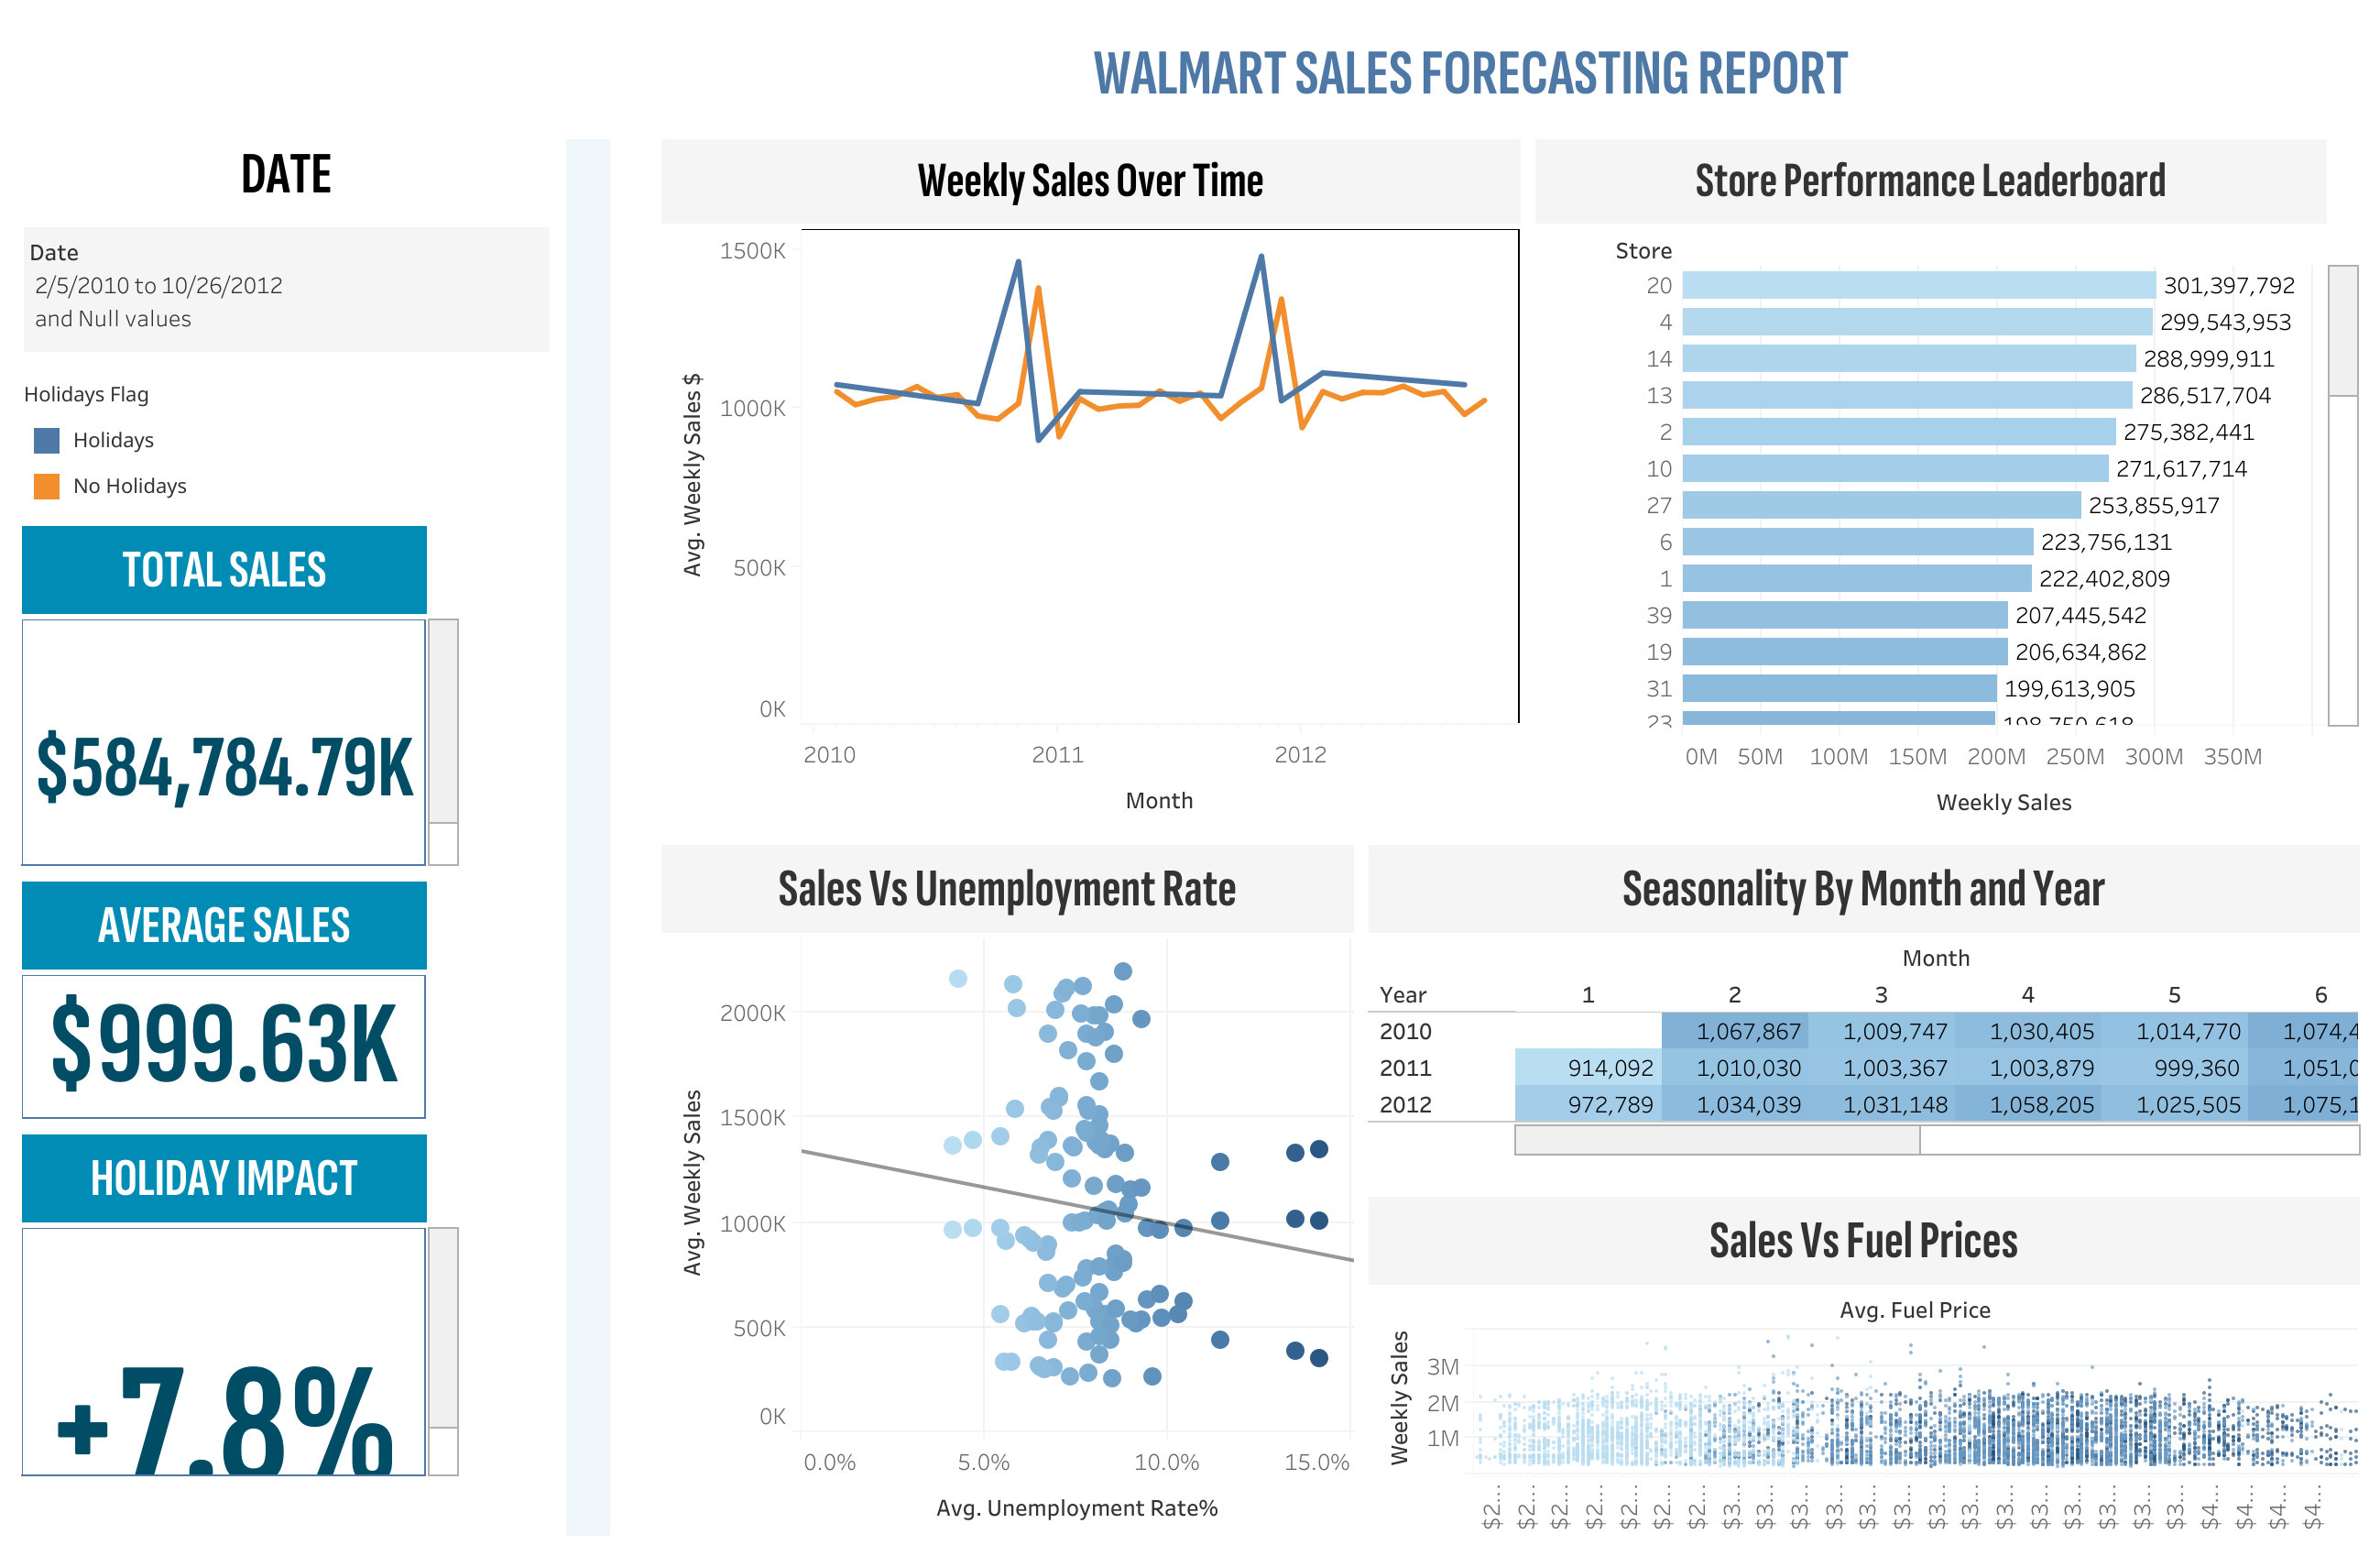 WALMART SALES FORECASTING REPORT
DATE
Date
2/5/2010 to 10/26/2012
and Null values
Holidays Flag
Holidays
No Holidays
TOTAL SALES
$584,784.79K
AVERAGE SALES
$999.63K
HOLIDAY IMPACT
+7.8%
Weekly Sales Over Time
Avg. Weekly Sales $
1500K
1000K
500K
0K
2010 2011 2012
Month
Store Performance Leaderboard
Store
20 301,397,792
4 299,543,953
14 288,999,911
13 286,517,704
2 275,382,441
10 271,617,714
27 253,855,917
6 223,756,131
1 222,402,809
39 207,445,542
19 206,634,862
31 199,613,905
23 198,750,618
0M 50M 100M 150M 200M 250M 300M 350M
Weekly Sales
Sales Vs Unemployment Rate
Avg. Weekly Sales
2000K
1500K
1000K
500K
0K
0.0% 5.0% 10.0% 15.0%
Avg. Unemployment Rate%
Seasonality By Month and Year
Month
Year 1 2 3 4 5 6
2010 1,067,867 1,009,747 1,030,405 1,014,770 1,074,4
2011 914,092 1,010,030 1,003,367 1,003,879 999,360 1,051,0
2012 972,789 1,034,039 1,031,148 1,058,205 1,025,505 1,075,1
Sales Vs Fuel Prices
Avg. Fuel Price
Weekly Sales
3M
2M
1M
$2... $2... $2... $2... $2... $2... $2... $3... $3... $3... $3... $3... $3... $3... $3... $3... $3... $3... $3... $3... $3... $4... $4... $4... $4...